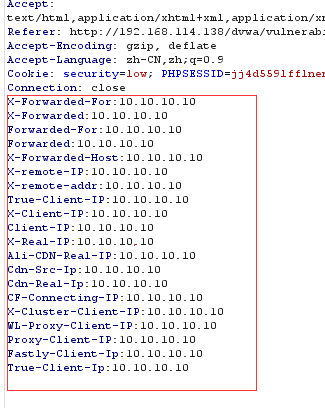 Accept:
text/html,application/xhtml+xml,application/x
Referer: http://192.168.114.138/dvwa/vulnerabi
Accept-Encoding: gzip, deflate
Accept-Language: zh-CN,zh;q=0.9
Cookie: security=low; PHPSESSID=jj4d559lfflner
Connection: close
X-Forwarded-For:10.10.10.10
X-Forwarded:10.10.10.10
Forwarded-For:10.10.10.10
Forwarded:10.10.10.10
X-Forwarded-Host:10.10.10.10
X-remote-IP:10.10.10.10
X-remote-addr:10.10.10.10
True-Client-IP:10.10.10.10
X-Client-IP:10.10.10.10
Client-IP:10.10.10.10
X-Real-IP:10.10.10.10
Ali-CDN-Real-IP:10.10.10.10
Cdn-Src-Ip:10.10.10.10
Cdn-Real-Ip:10.10.10.10
CF-Connecting-IP:10.10.10.10
X-Cluster-Client-IP:10.10.10.10
WL-Proxy-Client-IP:10.10.10.10
Proxy-Client-IP:10.10.10.10
Fastly-Client-Ip:10.10.10.10
True-Client-Ip:10.10.10.10